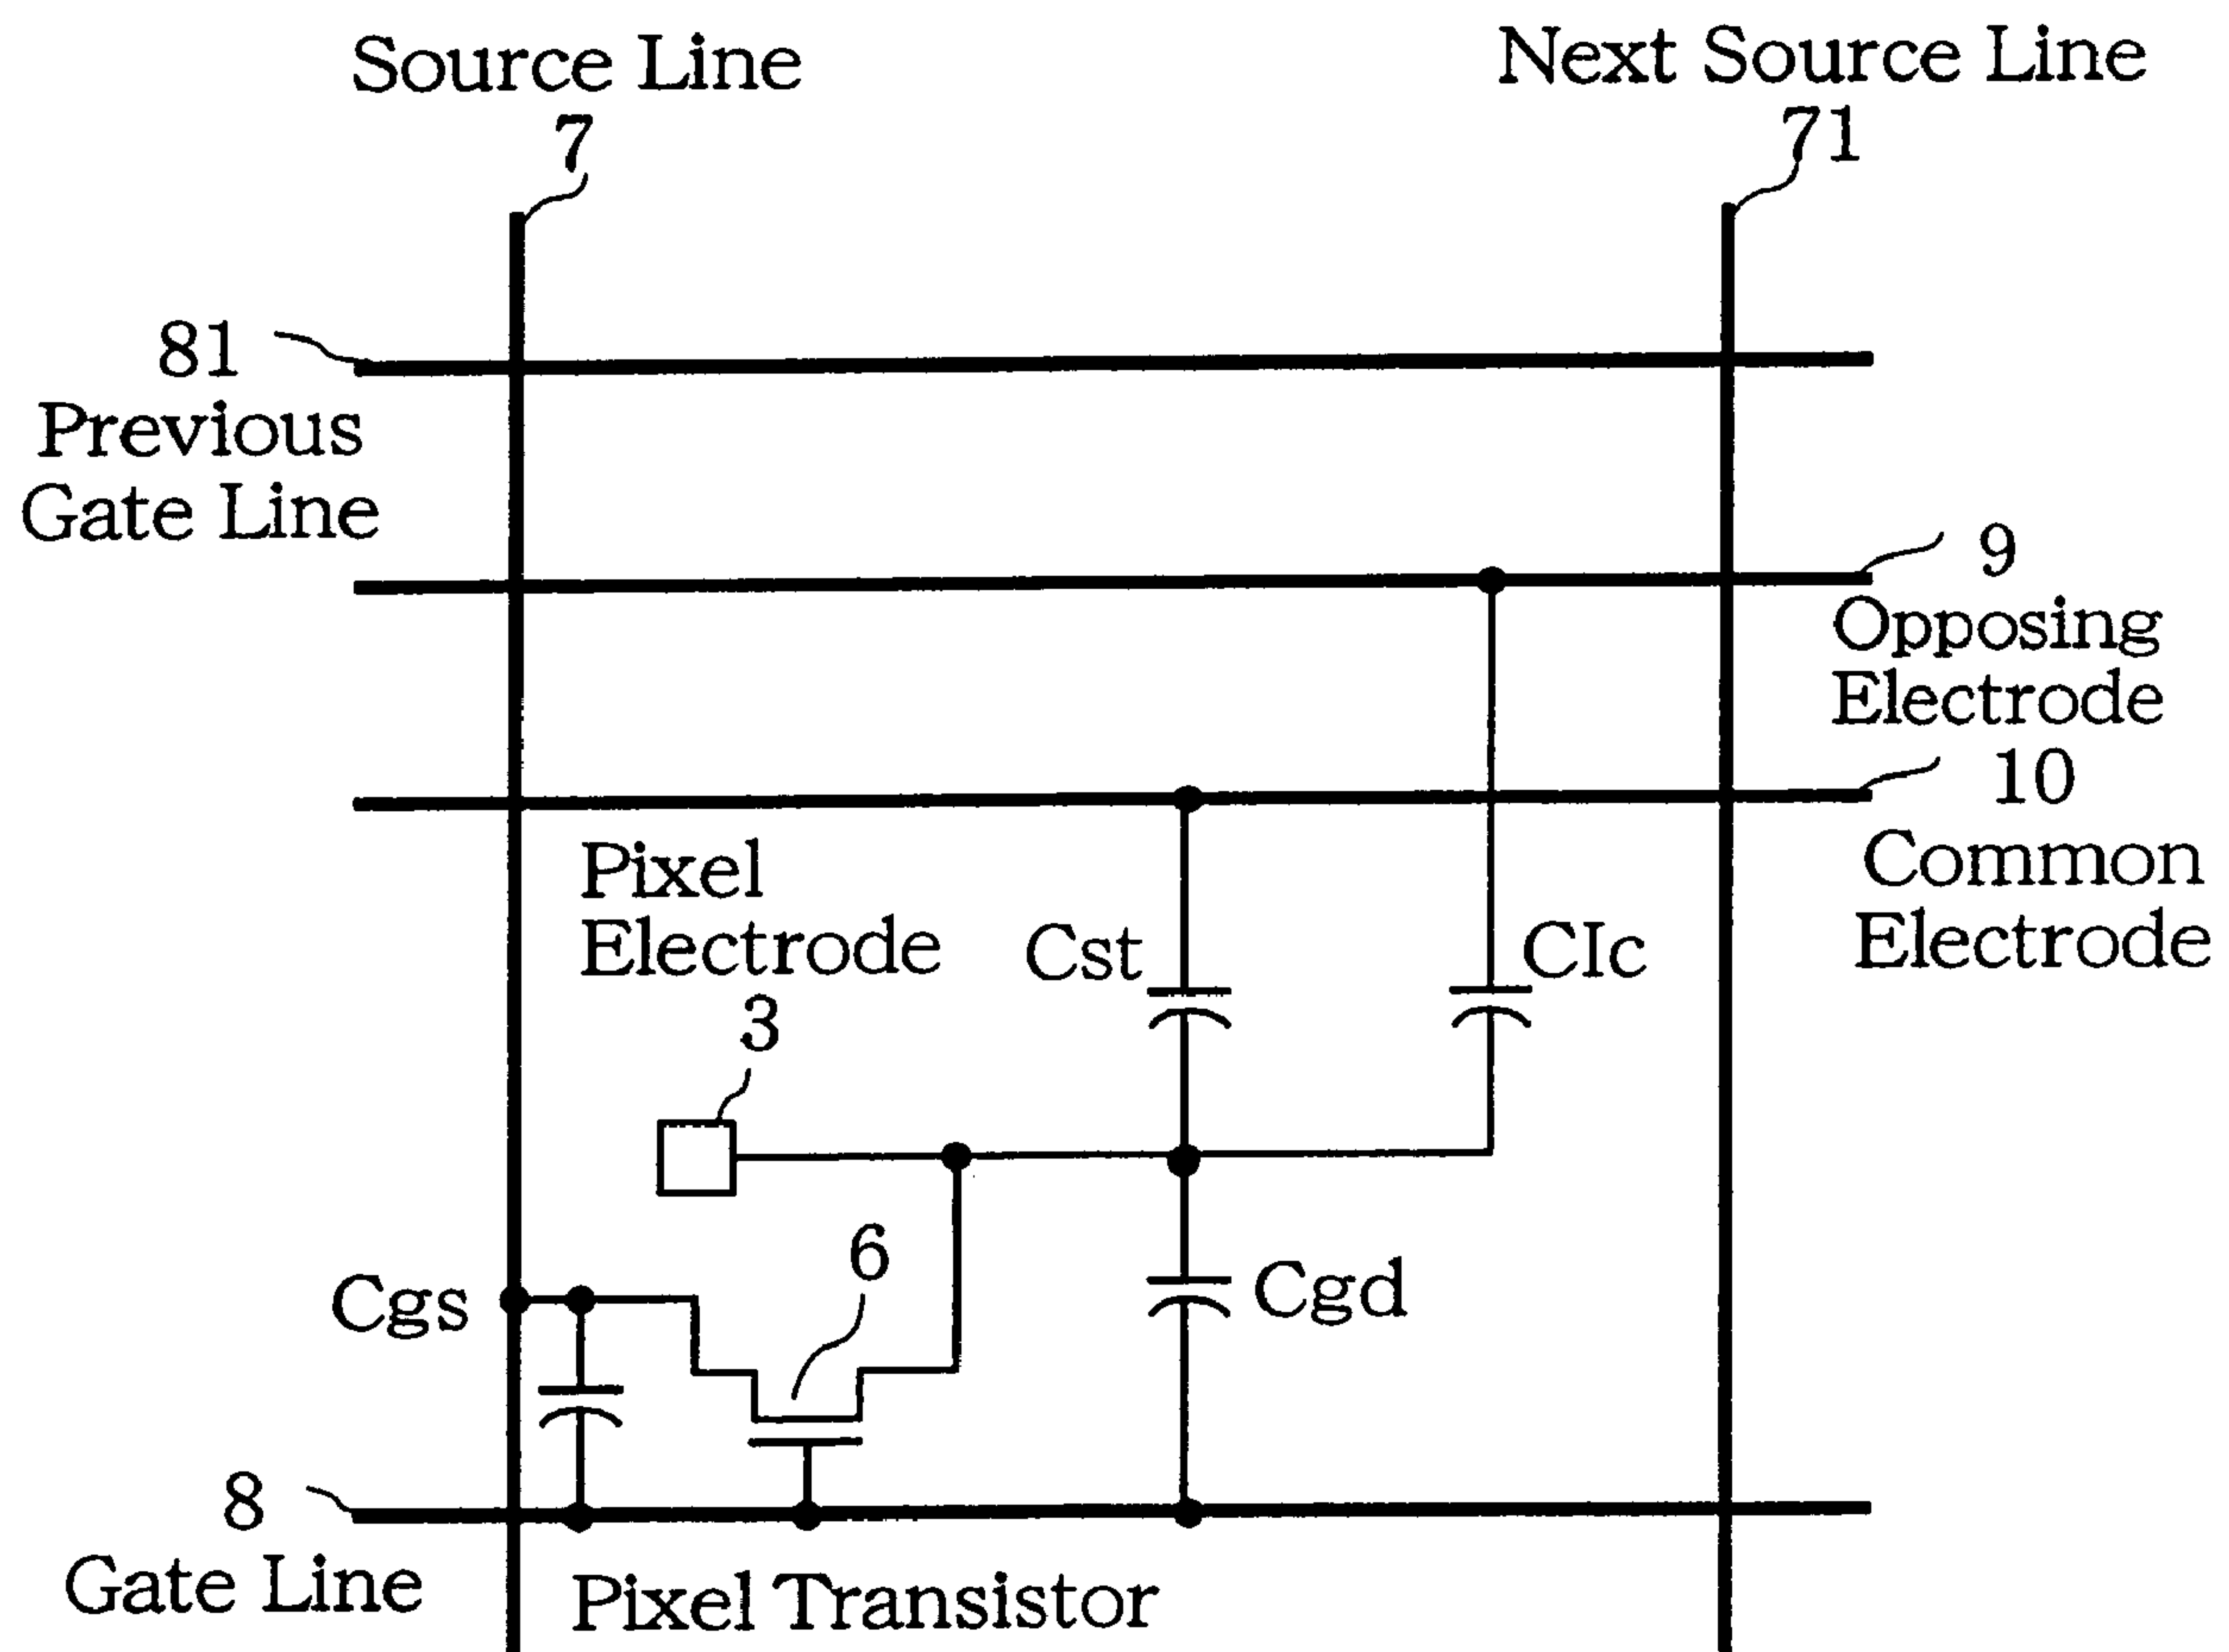 Source Line
7
Next Source Line
71
81
Previous
Gate Line
9
Opposing
Electrode
10
Common
Electrode
Pixel
Electrode
3
Cst
CIc
6
Cgs
Cgd
8
Gate Line
Pixel Transistor